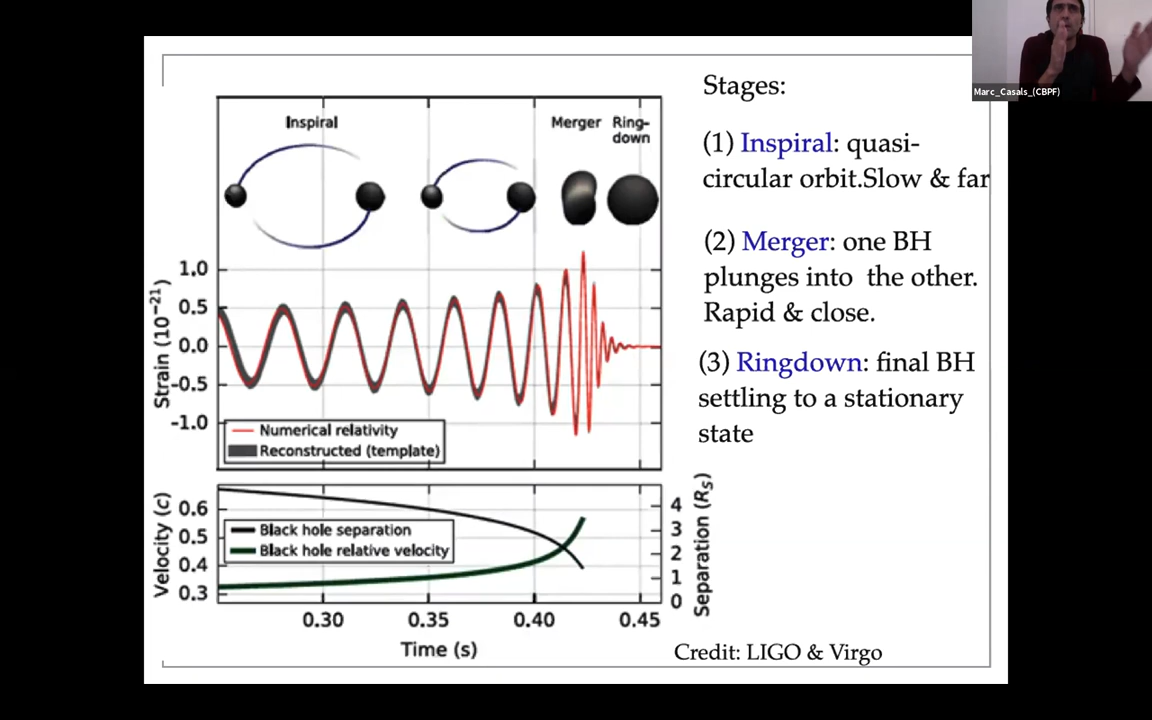 Marc_Casals_(CBPF)
Stages:
(1) Inspiral: quasi-
circular orbit.Slow & far
(2) Merger: one BH
plunges into the other.
Rapid & close.
(3) Ringdown: final BH
settling to a stationary
state
Inspiral
Merger
Ring-
down
Strain (10⁻²¹)
1.0
0.5
0.0
-0.5
-1.0
Numerical relativity
Reconstructed (template)
Velocity (c)
0.6
0.5
0.4
0.3
Black hole separation
Black hole relative velocity
4
3
2
1
0
Separation (R_S)
0.30
0.35
0.40
0.45
Time (s)
Credit: LIGO & Virgo